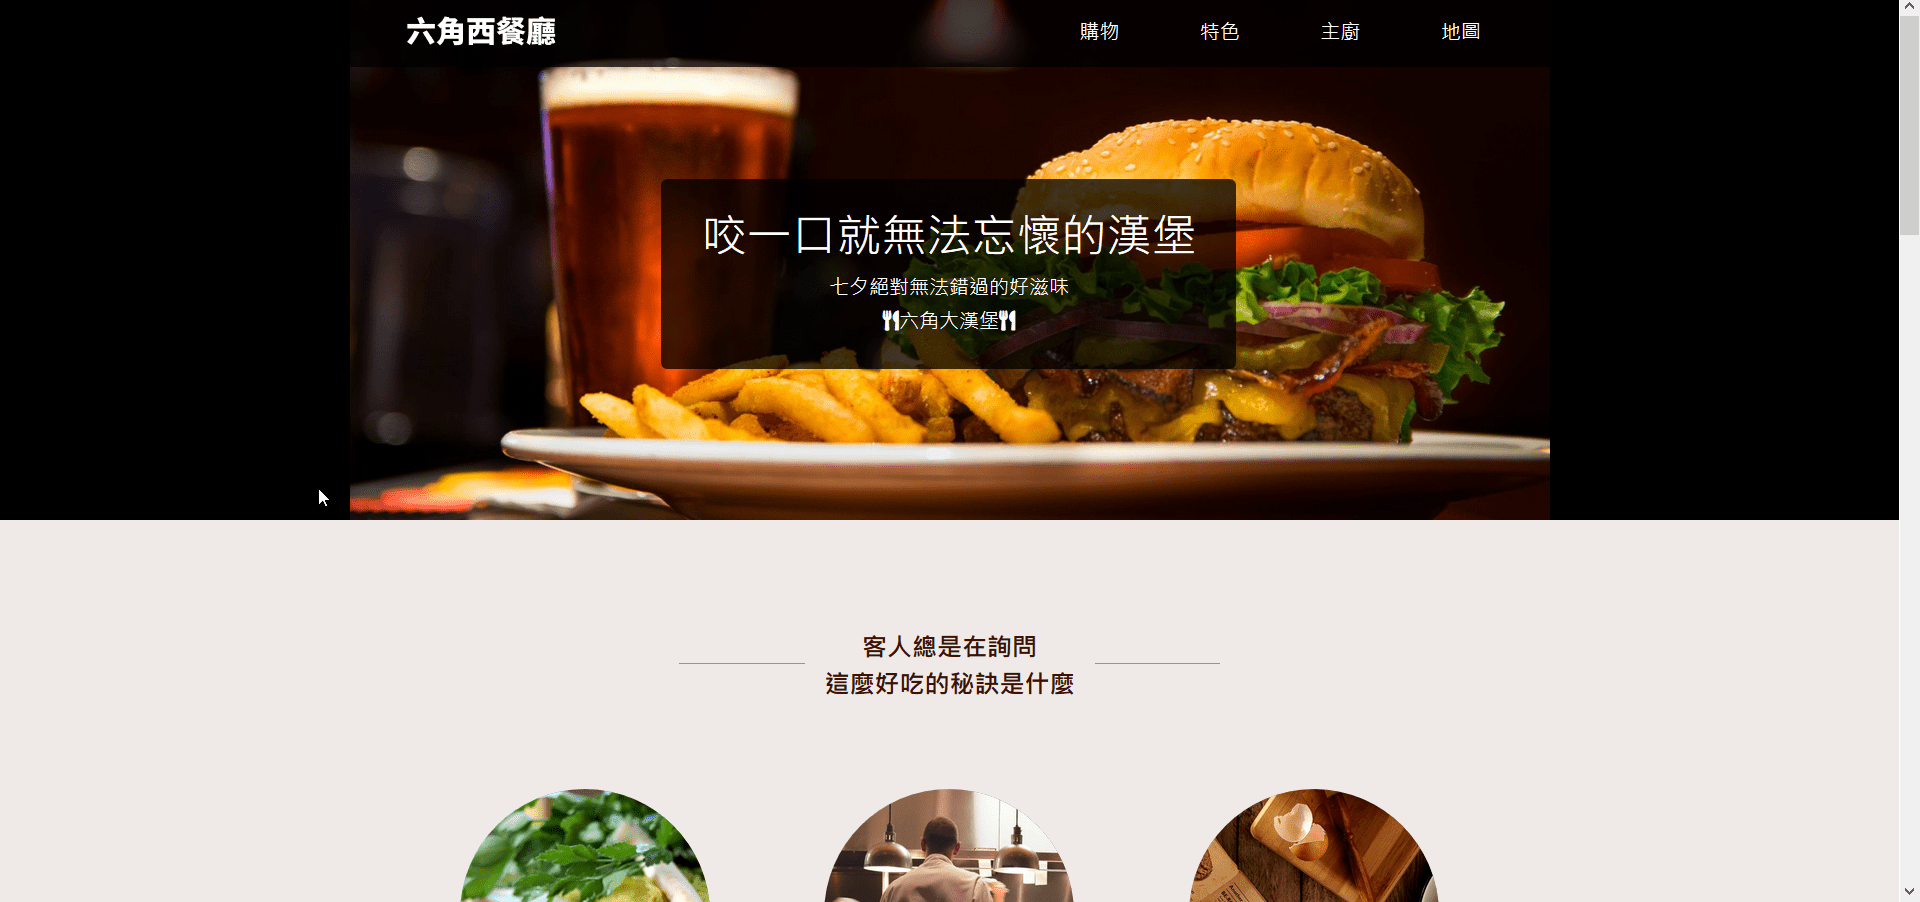 六角西餐廳
購物
特色
主廚
地圖
咬一口就無法忘懷的漢堡
七夕絕對無法錯過的好滋味
六角大漢堡
客人總是在詢問
這麼好吃的秘訣是什麼